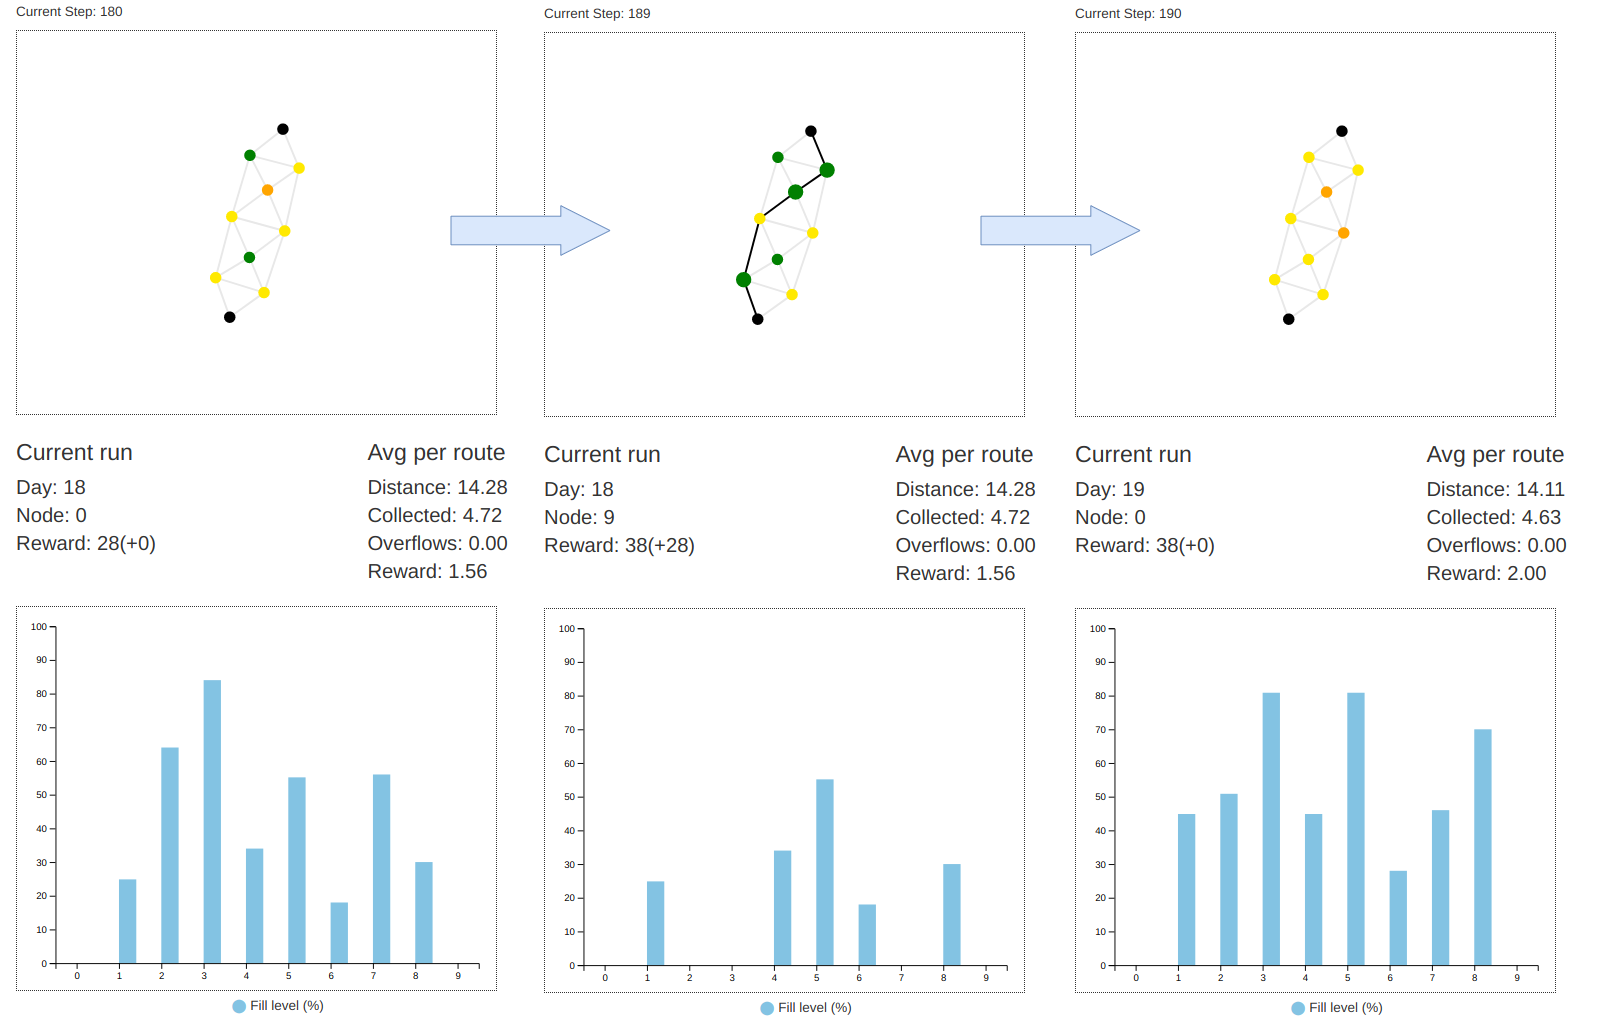 Current Step: 180
Current run
Day: 18
Node: 0
Reward: 28(+0)
Avg per route
Distance: 14.28
Collected: 4.72
Overflows: 0.00
Reward: 1.56
100
90
80
70
60
50
40
30
20
10
0
0 1 2 3 4 5 6 7 8 9
Fill level (%)
Current Step: 189
Current run
Day: 18
Node: 9
Reward: 38(+28)
Avg per route
Distance: 14.28
Collected: 4.72
Overflows: 0.00
Reward: 1.56
100
90
80
70
60
50
40
30
20
10
0
0 1 2 3 4 5 6 7 8 9
Fill level (%)
Current Step: 190
Current run
Day: 19
Node: 0
Reward: 38(+0)
Avg per route
Distance: 14.11
Collected: 4.63
Overflows: 0.00
Reward: 2.00
100
90
80
70
60
50
40
30
20
10
0
0 1 2 3 4 5 6 7 8 9
Fill level (%)